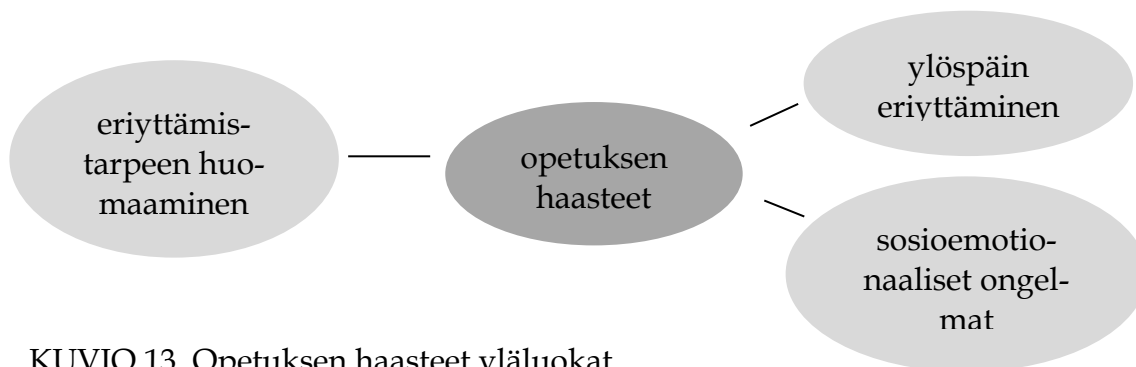 eriyttämis-
tarpeen huo-
maaminen
opetuksen
haasteet
ylöspäin
eriyttäminen
sosioemotio-
naaliset ongel-
mat
KUVIO 13. Opetuksen haasteet yläluokat